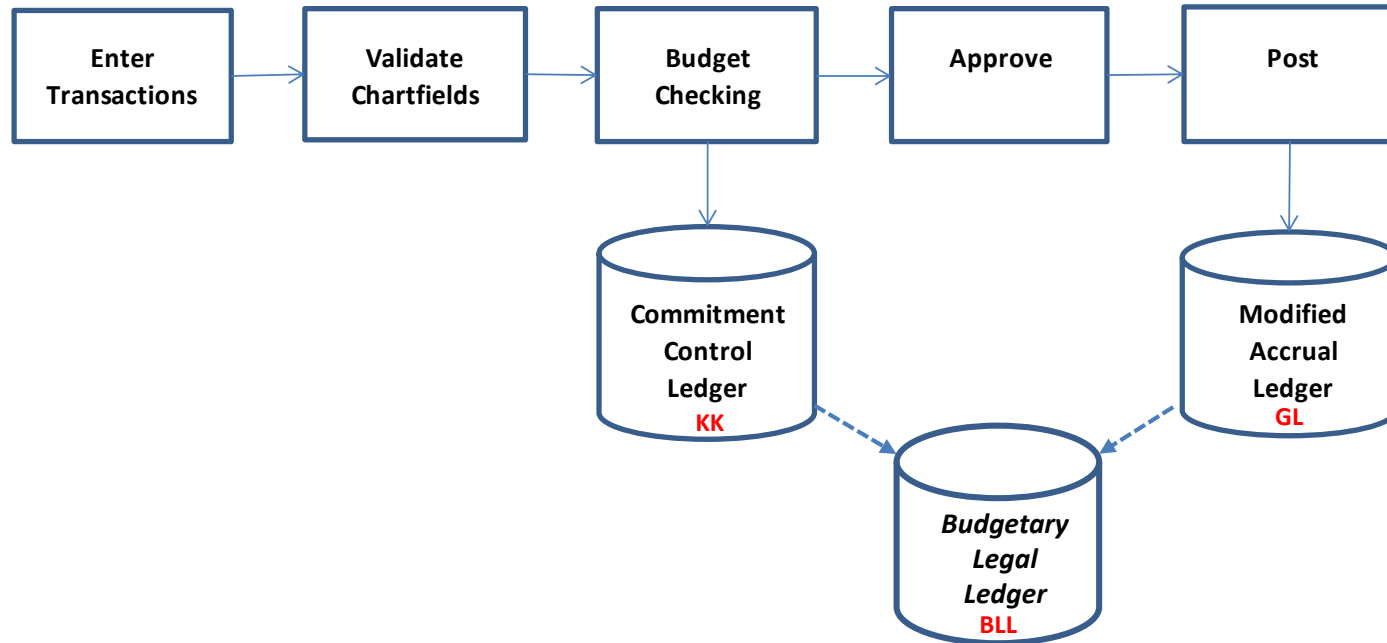 Enter
Transactions
Validate
Chartfields
Budget
Checking
Approve
Post
Commitment
Control
Ledger
KK
Modified
Accrual
Ledger
GL
Budgetary
Legal
Ledger
BLL